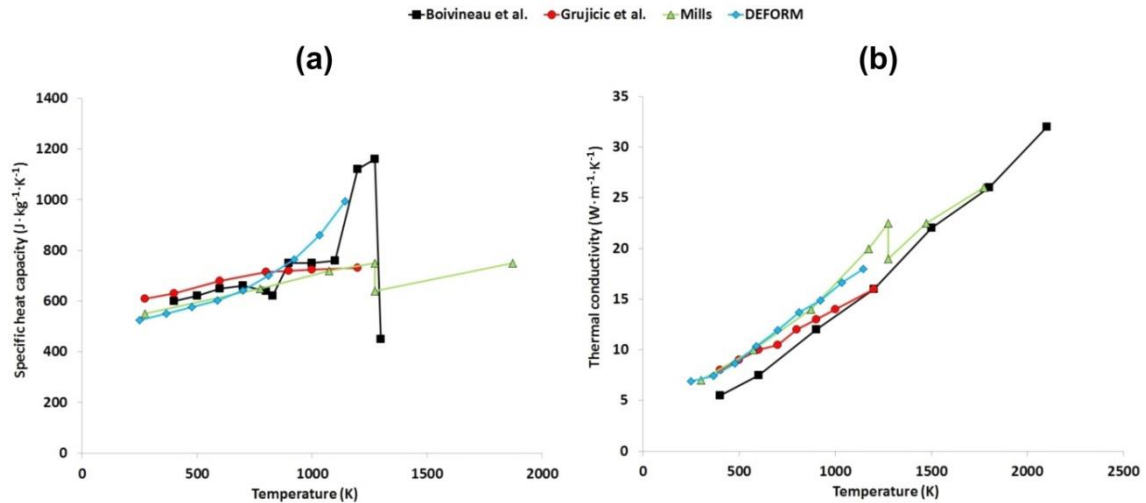 Boivineau et al. Grujicic et al. Mills DEFORM
(a)
Specific heat capacity (J·kg⁻¹·K⁻¹)
1400
1200
1000
800
600
400
200
0
0 500 1000 1500 2000
Temperature (K)
(b)
Thermal conductivity (W·m⁻¹·K⁻¹)
35
30
25
20
15
10
5
0
0 500 1000 1500 2000 2500
Temperature (K)